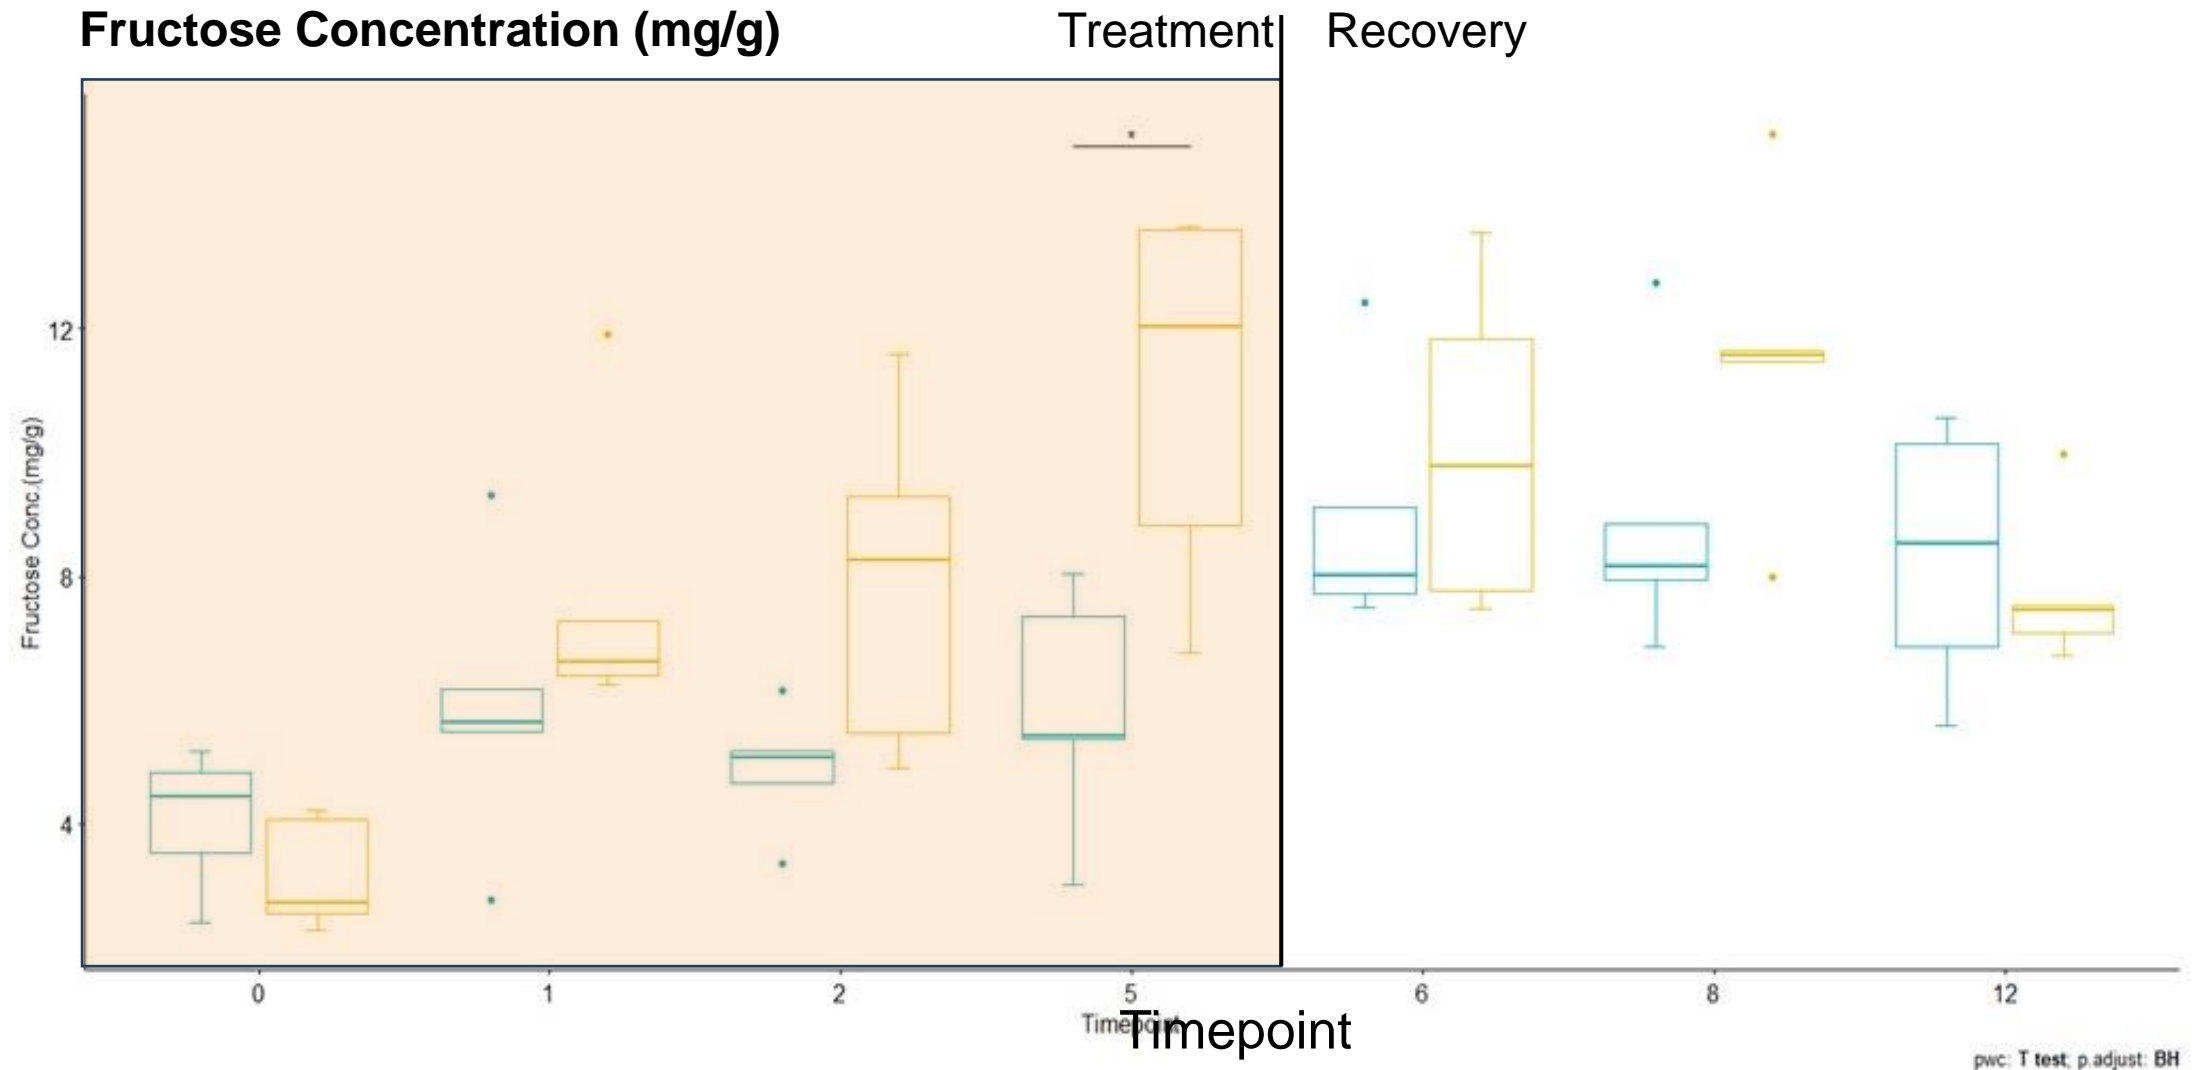 Fructose Concentration (mg/g)
Treatment
Recovery
*
12
8
4
Fructose Conc.(mg/g)
0 1 2 5 6 8 12
Timepoint
Timepoint
pwc: T test; p.adjust: BH